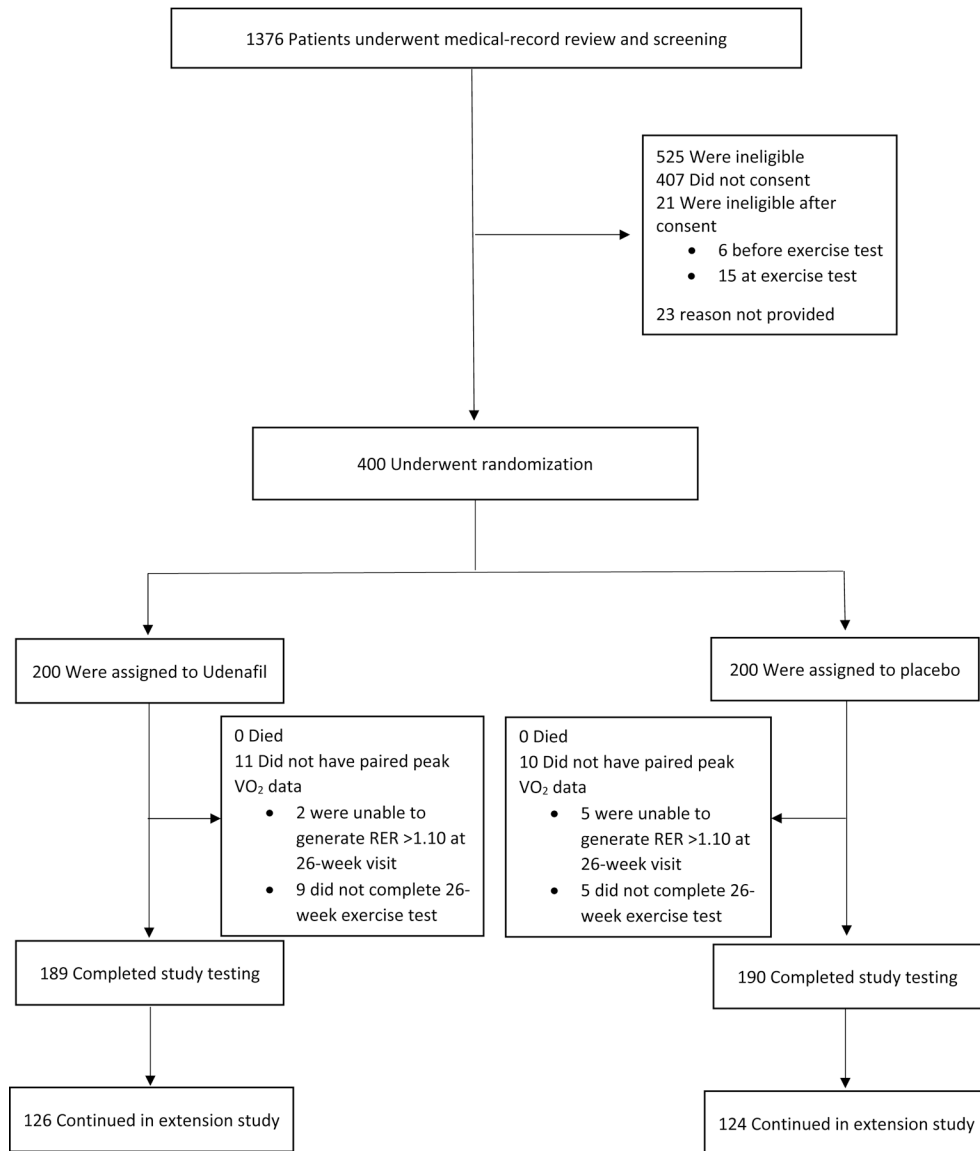 1376 Patients underwent medical-record review and screening
525 Were ineligible
407 Did not consent
21 Were ineligible after
consent
• 6 before exercise test
• 15 at exercise test
23 reason not provided
400 Underwent randomization
200 Were assigned to Udenafil
200 Were assigned to placebo
0 Died
11 Did not have paired peak
VO₂ data
• 2 were unable to
generate RER >1.10 at
26-week visit
• 9 did not complete 26-
week exercise test
0 Died
10 Did not have paired peak
VO₂ data
• 5 were unable to
generate RER >1.10 at
26-week visit
• 5 did not complete 26-
week exercise test
189 Completed study testing
190 Completed study testing
126 Continued in extension study
124 Continued in extension study